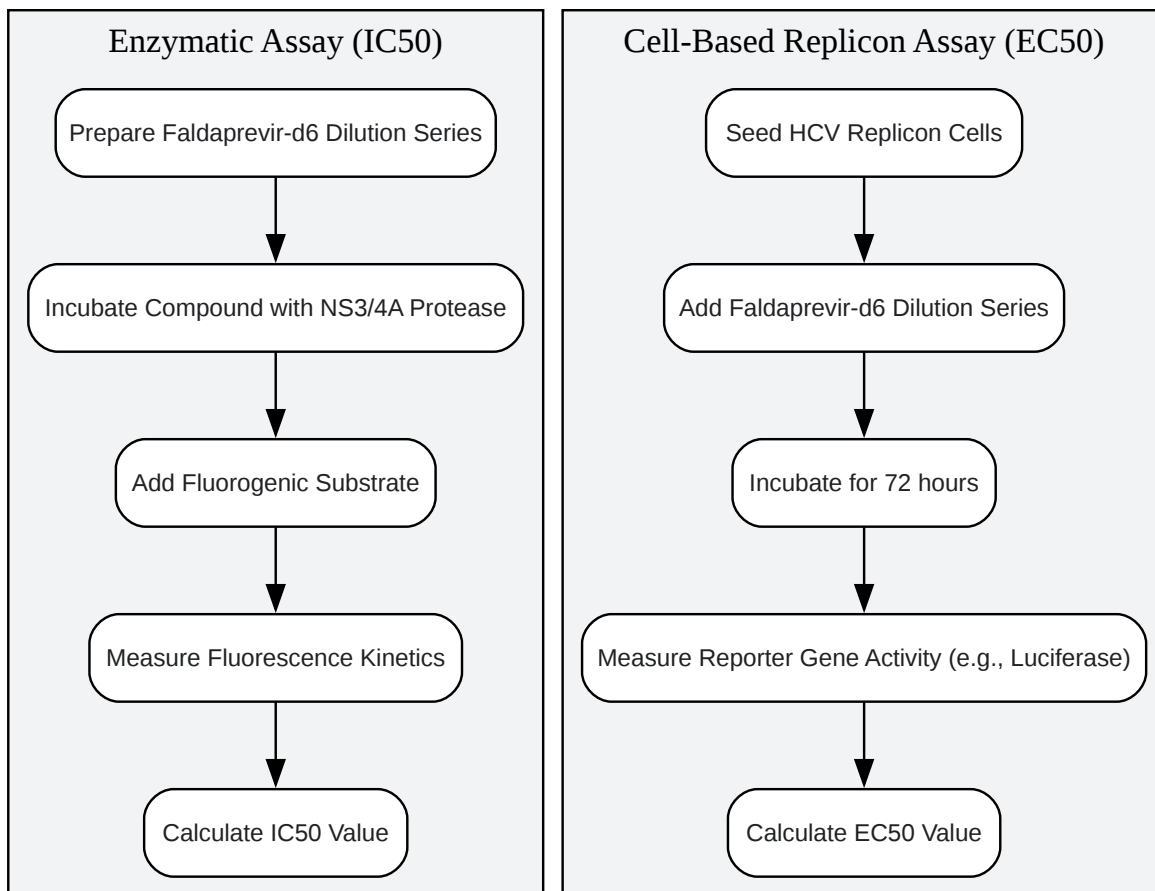 Enzymatic Assay (IC50)
Prepare Faldaprevir-d6 Dilution Series
Incubate Compound with NS3/4A Protease
Add Fluorogenic Substrate
Measure Fluorescence Kinetics
Calculate IC50 Value
Cell-Based Replicon Assay (EC50)
Seed HCV Replicon Cells
Add Faldaprevir-d6 Dilution Series
Incubate for 72 hours
Measure Reporter Gene Activity (e.g., Luciferase)
Calculate EC50 Value